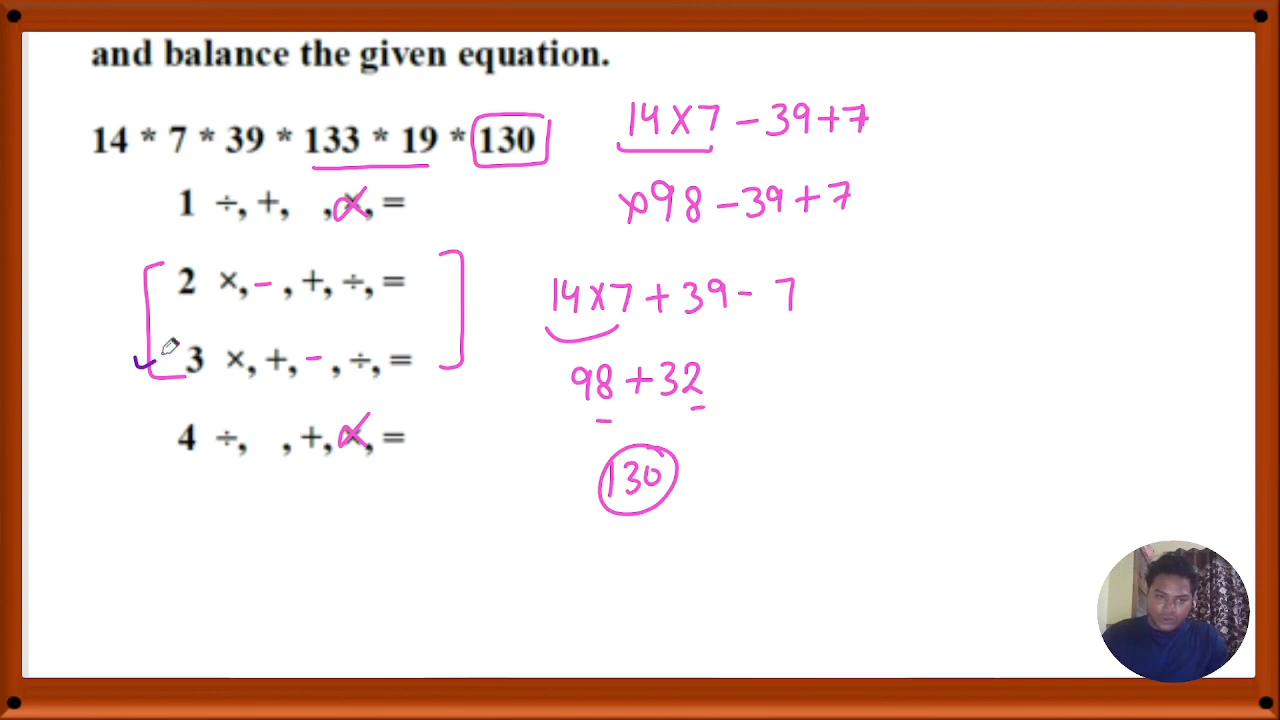 and balance the given equation.
14 * 7 * 39 * 133 * 19 * 130
1 ÷, +, , ×, =
2 ×, - , +, ÷, =
3 ×, +, - , ÷, =
4 ÷, , +, ×, =
14 × 7 - 39 + 7
98 - 39 + 7
14 × 7 + 39 - 7
98 + 32
130